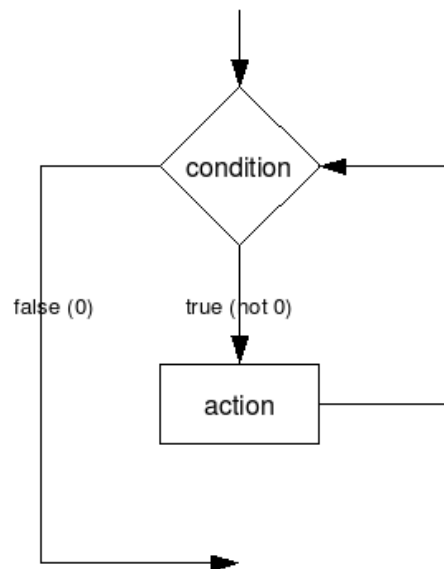 condition
false (0)
true (not 0)
action